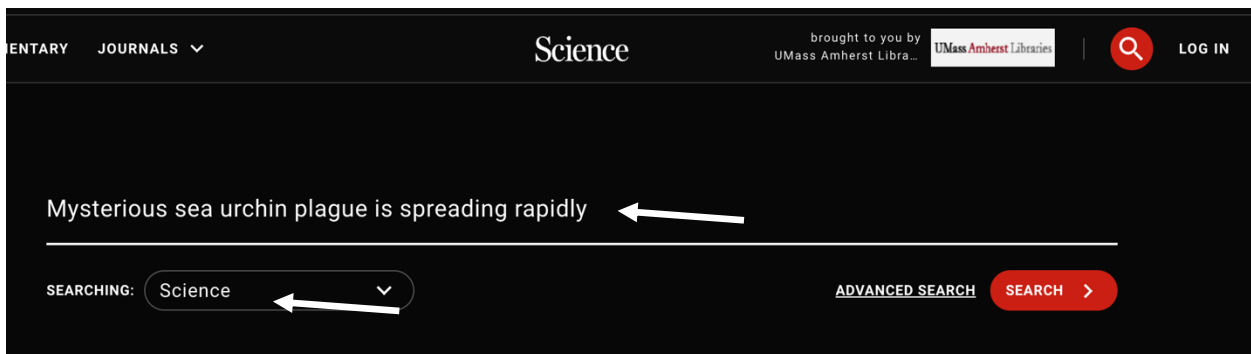 JOURNALS
Science
brought to you by
UMass Amherst Libra…
UMass Amherst Libraries
LOG IN
Mysterious sea urchin plague is spreading rapidly
SEARCHING:
Science
ADVANCED SEARCH
SEARCH